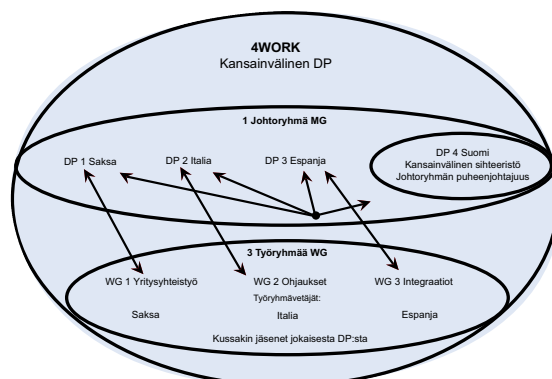 4WORK
Kansainvälinen DP
1 Johtoryhmä MG
DP 1 Saksa
DP 2 Italia
DP 3 Espanja
DP 4 Suomi
Kansainvälinen sihteeristö
Johtoryhmän puheenjohtajuus
3 Työryhmää WG
WG 1 Yritysyhteistyö
WG 2 Ohjaukset
WG 3 Integraatiot
Työryhmävetäjät:
Saksa
Italia
Espanja
Kussakin jäsenet jokaisesta DP:sta